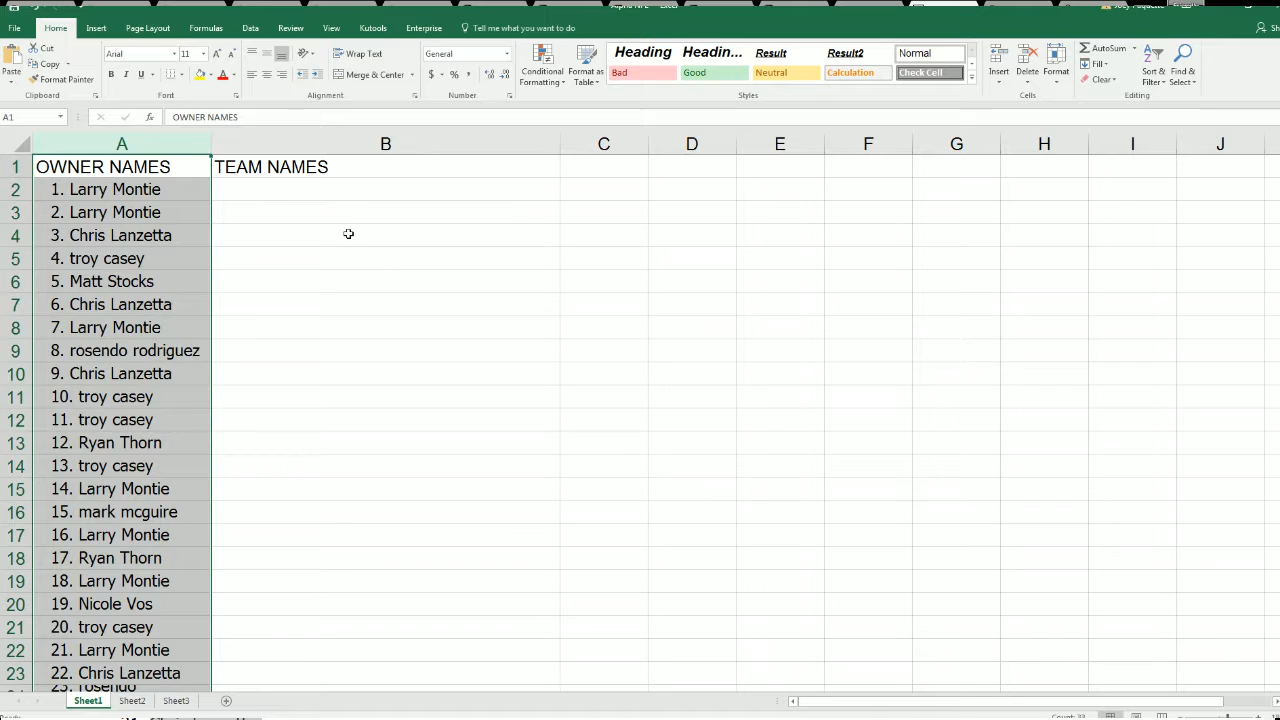 File Home Insert Page Layout Formulas Data Review View Kutools Enterprise Tell me what you want to do
Paste Cut Copy Format Painter Clipboard
Arial 11 Font
Wrap Text Merge & Center Alignment
General $ % , Number
Conditional Formatting Format as Table
Heading Headin... Result Result2 Normal
Bad Good Neutral Calculation Check Cell
Styles
Insert Delete Format Cells
AutoSum Fill Clear Sort & Filter Find & Select Editing
A1 fx OWNER NAMES
A B C D E F G H I J
1 OWNER NAMES TEAM NAMES
2 1. Larry Montie
3 2. Larry Montie
4 3. Chris Lanzetta
5 4. troy casey
6 5. Matt Stocks
7 6. Chris Lanzetta
8 7. Larry Montie
9 8. rosendo rodriguez
10 9. Chris Lanzetta
11 10. troy casey
12 11. troy casey
13 12. Ryan Thorn
14 13. troy casey
15 14. Larry Montie
16 15. mark mcguire
17 16. Larry Montie
18 17. Ryan Thorn
19 18. Larry Montie
20 19. Nicole Vos
21 20. troy casey
22 21. Larry Montie
23 22. Chris Lanzetta
23. rosendo
Sheet1 Sheet2 Sheet3